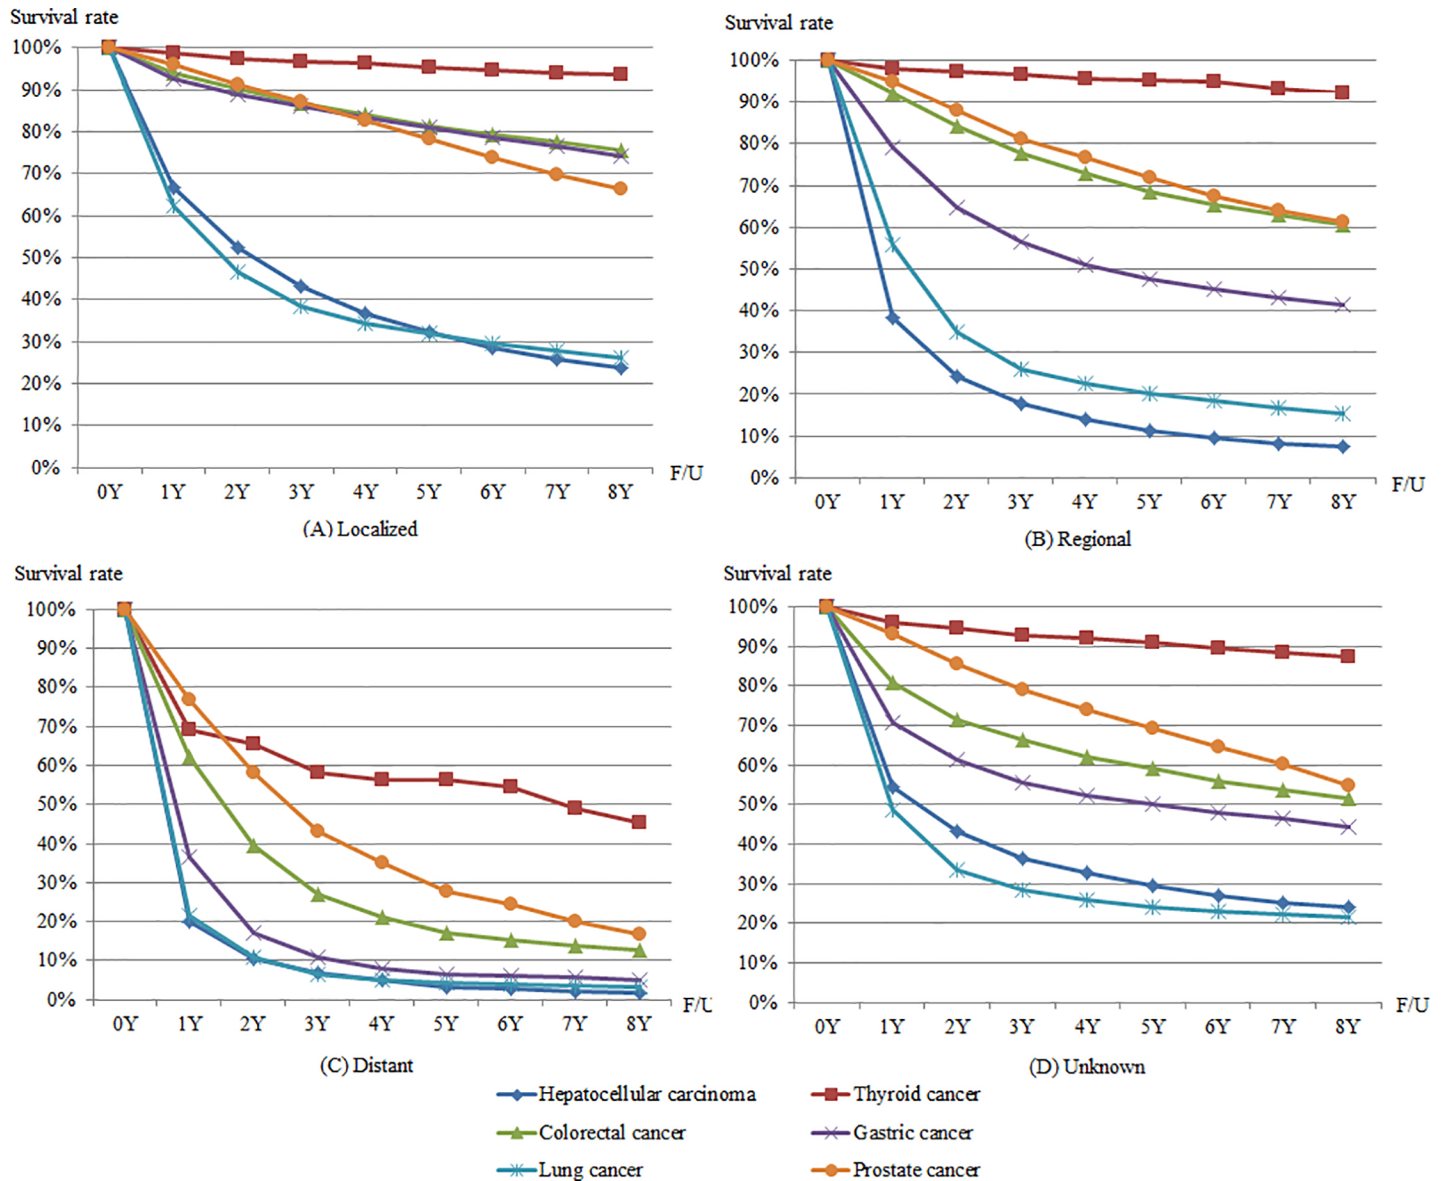 Survival rate
100%
90%
80%
70%
60%
50%
40%
30%
20%
10%
0%
0Y 1Y 2Y 3Y 4Y 5Y 6Y 7Y 8Y
F/U
(A) Localized
Survival rate
100%
90%
80%
70%
60%
50%
40%
30%
20%
10%
0%
0Y 1Y 2Y 3Y 4Y 5Y 6Y 7Y 8Y
F/U
(B) Regional
Survival rate
100%
90%
80%
70%
60%
50%
40%
30%
20%
10%
0%
0Y 1Y 2Y 3Y 4Y 5Y 6Y 7Y 8Y
F/U
(C) Distant
Survival rate
100%
90%
80%
70%
60%
50%
40%
30%
20%
10%
0%
0Y 1Y 2Y 3Y 4Y 5Y 6Y 7Y 8Y
F/U
(D) Unknown
Hepatocellular carcinoma
Thyroid cancer
Colorectal cancer
Gastric cancer
Lung cancer
Prostate cancer